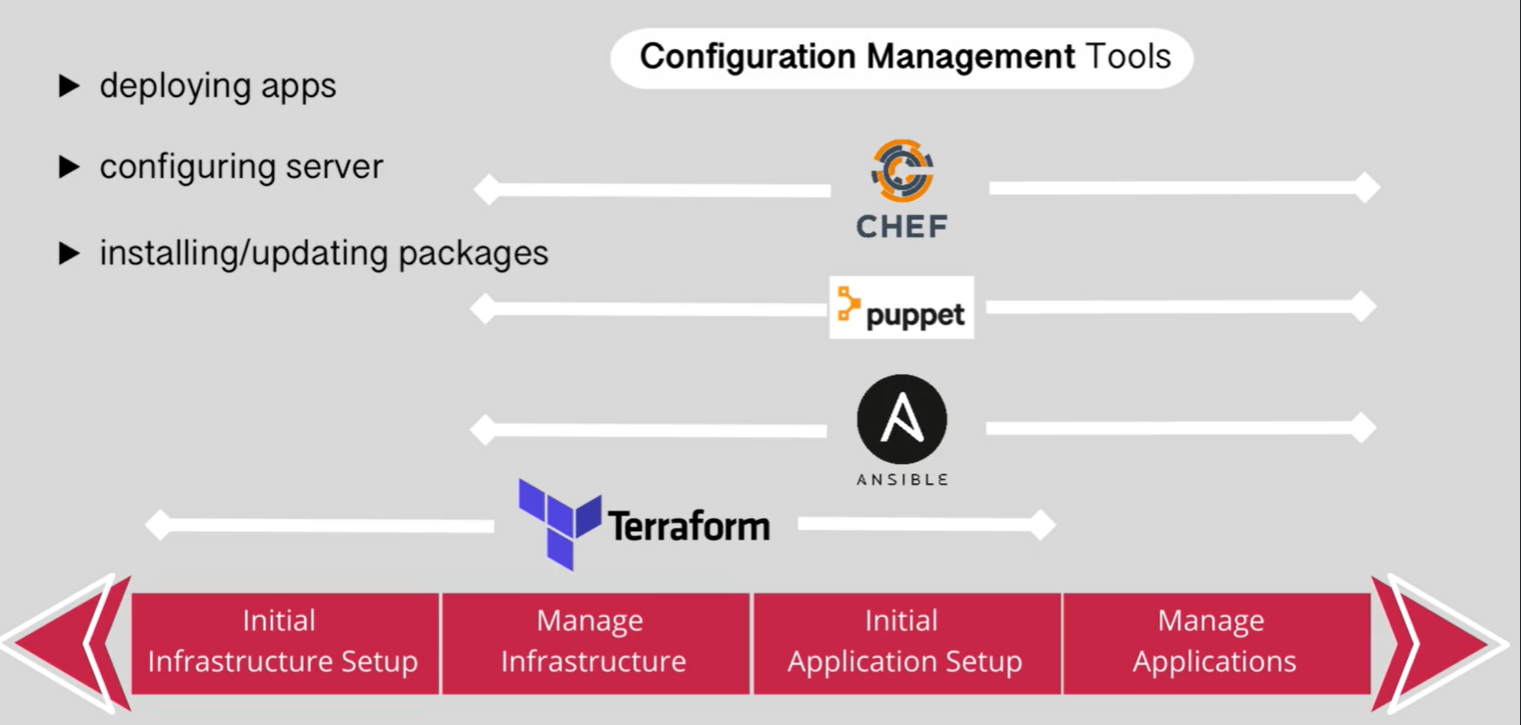 Configuration Management Tools
deploying apps
configuring server
installing/updating packages
CHEF
puppet
ANSIBLE
Terraform
Initial
Infrastructure Setup
Manage
Infrastructure
Initial
Application Setup
Manage
Applications